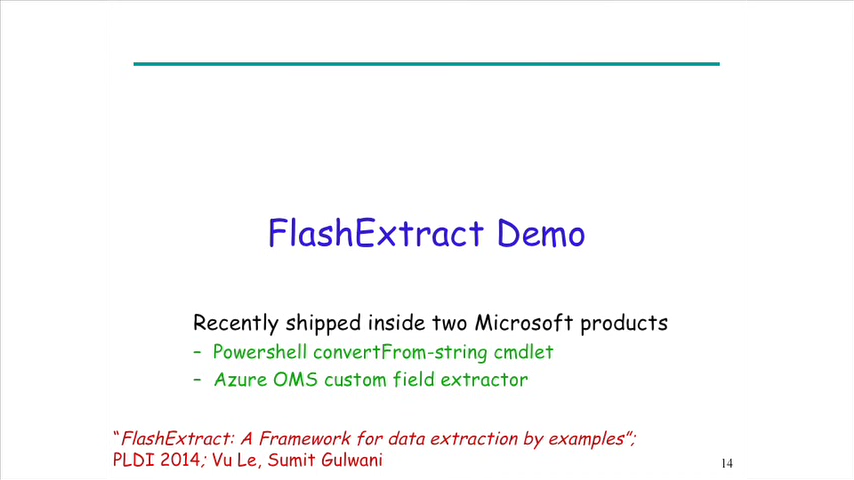 FlashExtract Demo
Recently shipped inside two Microsoft products
– Powershell convertFrom-string cmdlet
– Azure OMS custom field extractor
“FlashExtract: A Framework for data extraction by examples”;
PLDI 2014; Vu Le, Sumit Gulwani
14